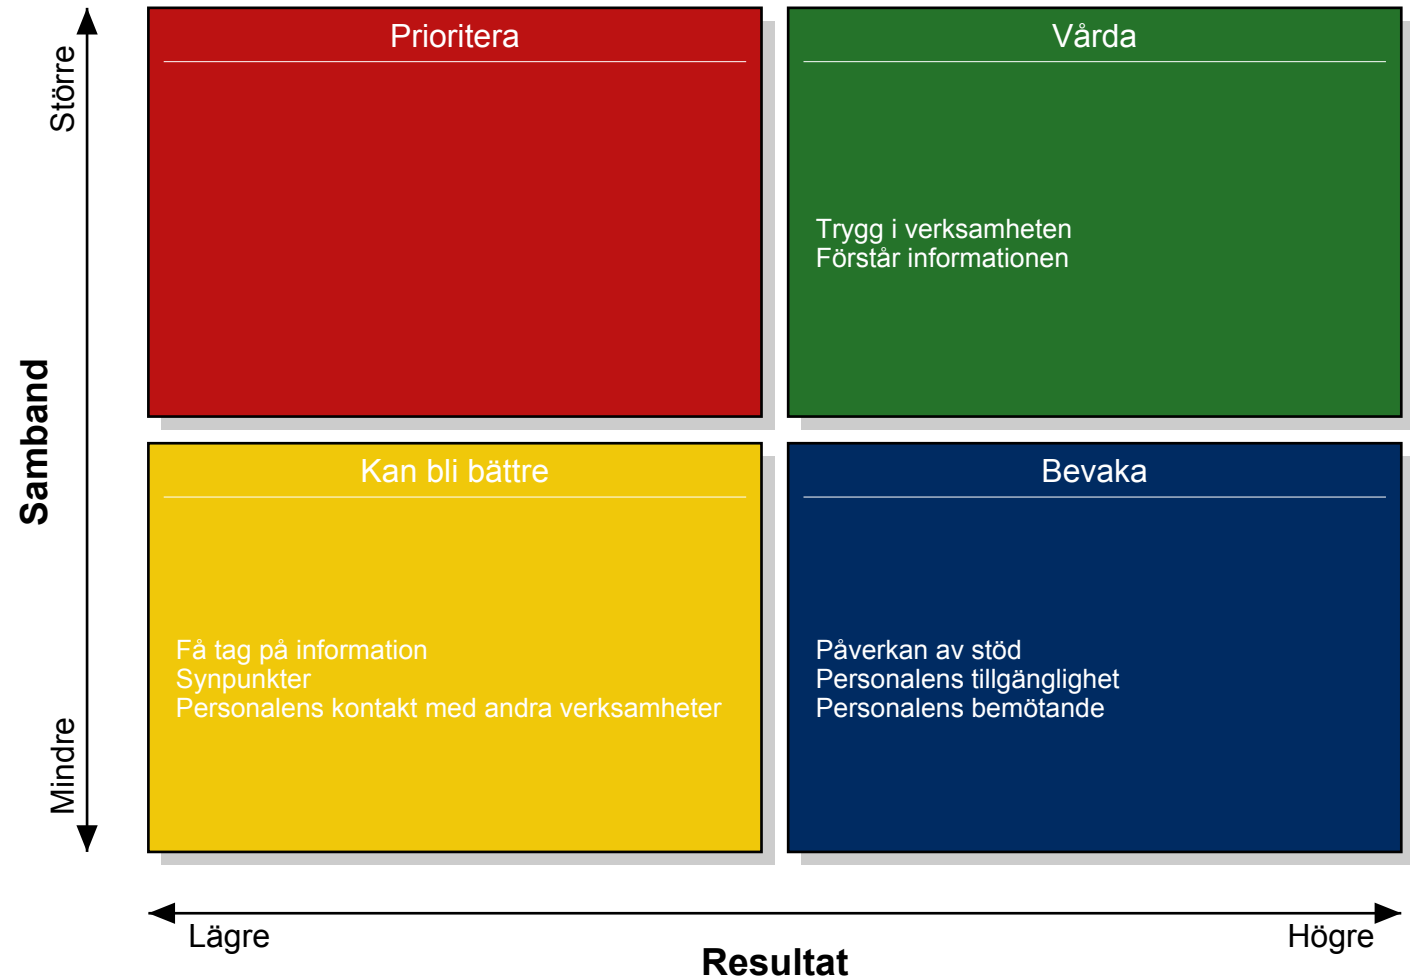 Större
Samband
Mindre
Prioritera
Vårda
Trygg i verksamheten
Förstår informationen
Kan bli bättre
Få tag på information
Synpunkter
Personalens kontakt med andra verksamheter
Bevaka
Påverkan av stöd
Personalens tillgänglighet
Personalens bemötande
Lägre
Högre
Resultat